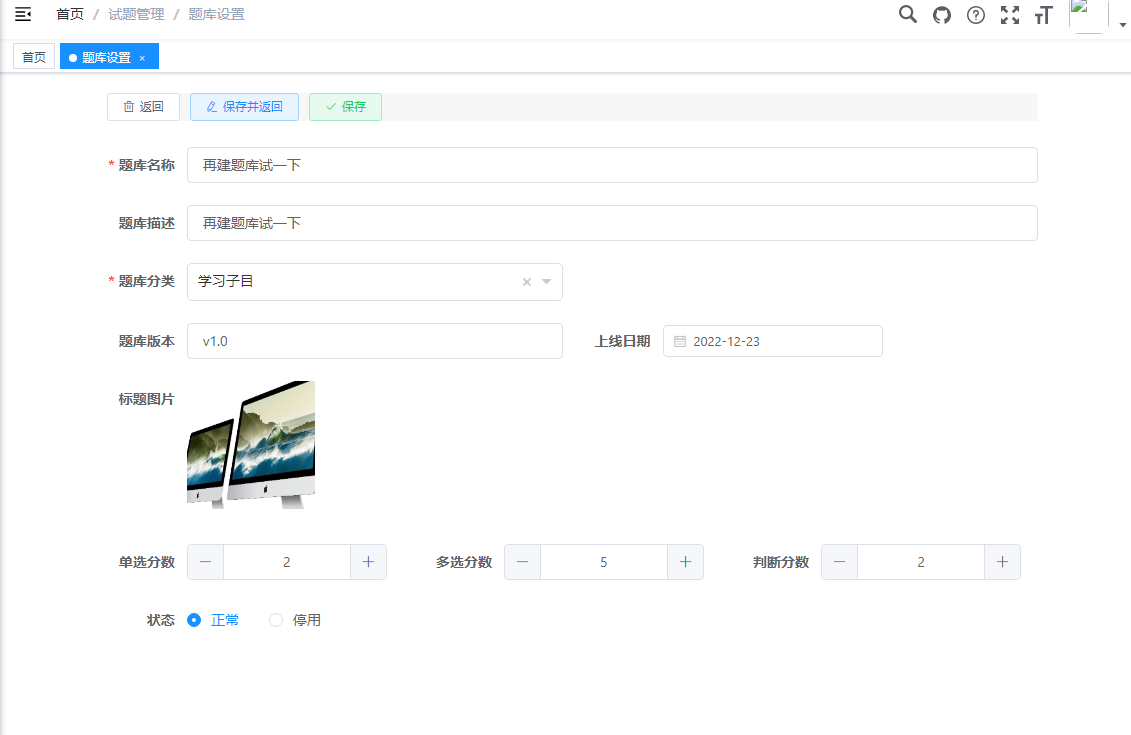 首页 / 试题管理 / 题库设置
首页 题库设置 ×
返回 保存并返回 保存
* 题库名称 再建题库试一下
题库描述 再建题库试一下
* 题库分类 学习子目
题库版本 v1.0 上线日期 2022-12-23
标题图片
单选分数 2 多选分数 5 判断分数 2
状态 正常 停用